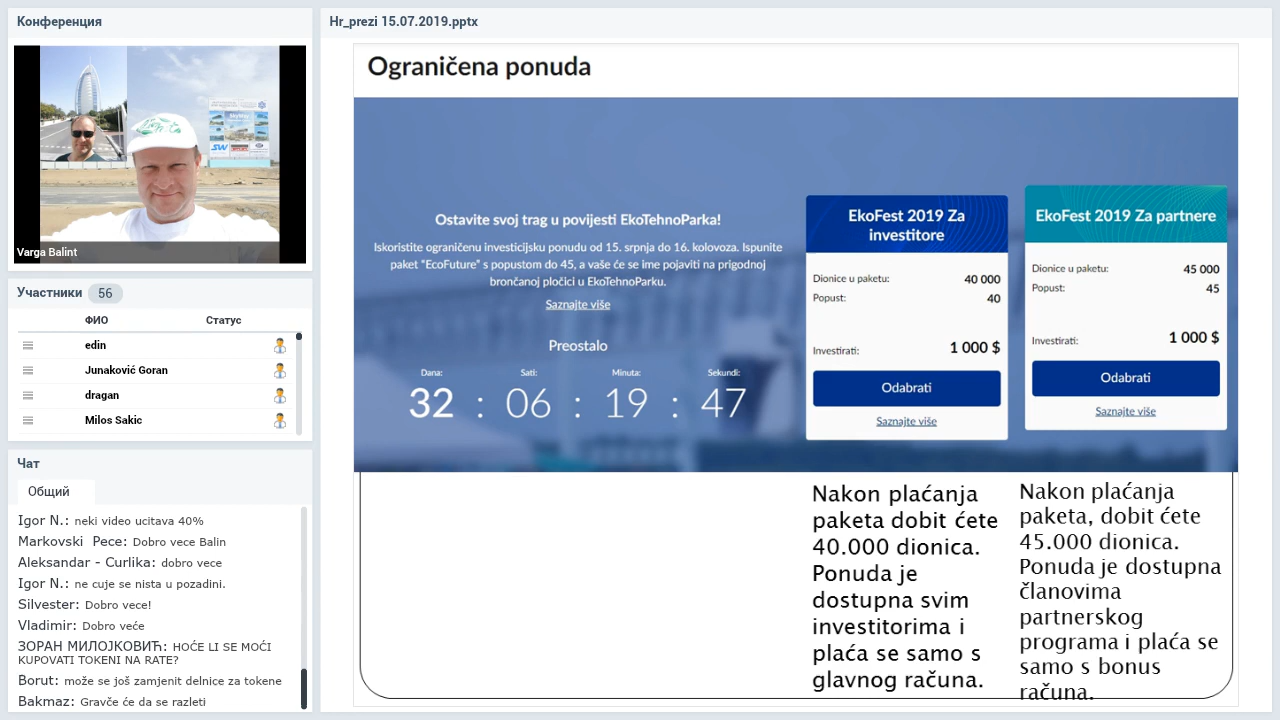 Конференция
SkyWay
SW
Varga Balint
Участники 56
ФИО Статус
edin
Junaković Goran
dragan
Milos Sakic
Чат
Общий
Igor N.: neki video ucitava 40%
Markovski Pece: Dobro vece Balin
Aleksandar - Curlika: dobro vece
Igor N.: ne cuje se nista u pozadini.
Silvester: Dobro vece!
Vladimir: Dobro veće
ЗОРАН МИЛОЈКОВИЋ: HOĆE LI SE MOĆI
KUPOVATI TOKENI NA RATE?
Borut: može se još zamjenit delnice za tokene
Bakmaz: Gravče će da se razleti
Hr_prezi 15.07.2019.pptx
Ograničena ponuda
Ostavite svoj trag u povijesti EkoTehnoParka!
Iskoristite ograničenu investicijsku ponudu od 15. srpnja do 16. kolovoza. Ispunite
paket "EcoFuture" s popustom do 45, a vaše će se ime pojaviti na prigodnoj
brončanoj pločici u EkoTehnoParku.
Saznajte više
Preostalo
Dana: Sati: Minuta: Sekundi:
32 : 06 : 19 : 47
EkoFest 2019 Za
investitore
Dionice u paketu: 40 000
Popust: 40
Investirati: 1 000 $
Odabrati
Saznajte više
EkoFest 2019 Za partnere
Dionice u paketu: 45 000
Popust: 45
Investirati: 1 000 $
Odabrati
Saznajte više
Nakon plaćanja
paketa dobit ćete
40.000 dionica.
Ponuda je
dostupna svim
investitorima i
plaća se samo s
glavnog računa.
Nakon plaćanja
paketa, dobit ćete
45.000 dionica.
Ponuda je dostupna
članovima
partnerskog
programa i plaća se
samo s bonus
računa.